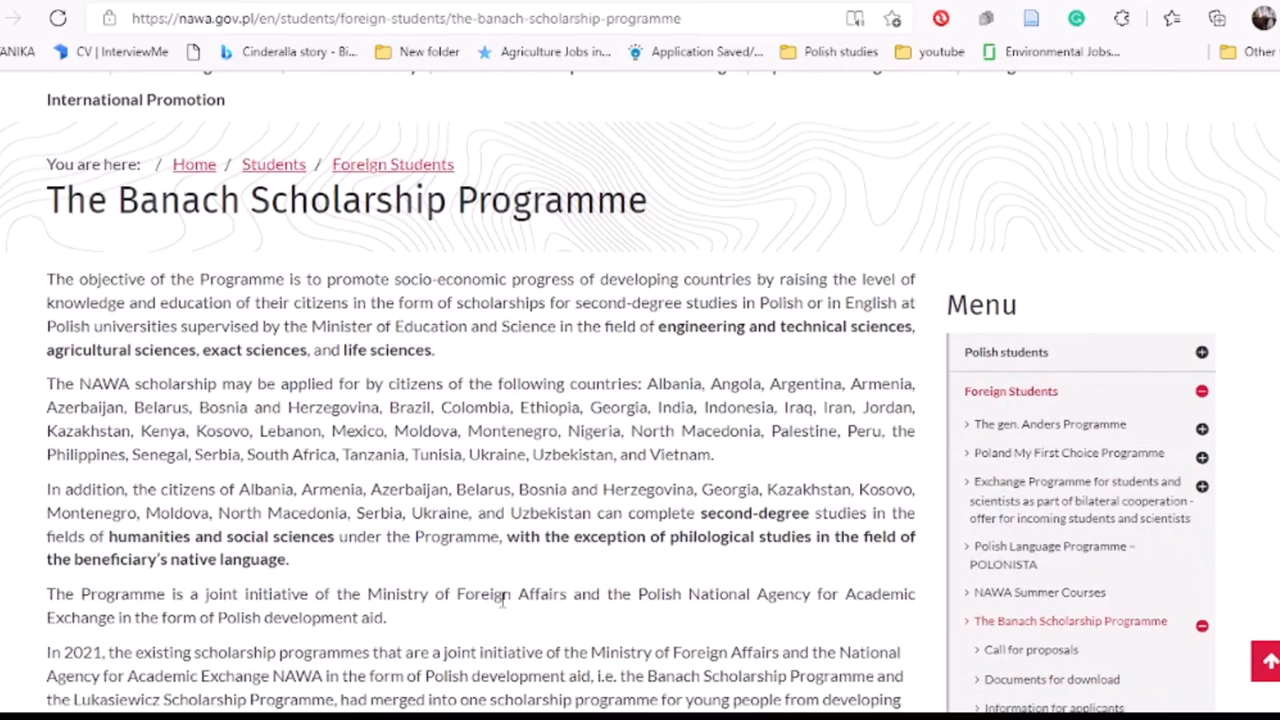 https://nawa.gov.pl/en/students/foreign-students/the-banach-scholarship-programme
ANIKA CV | InterviewMe Cinderalla story - Bi... New folder Agriculture Jobs in... Application Saved/... Polish studies youtube Environmental Jobs... Other
International Promotion
You are here: / Home / Students / Foreign Students
The Banach Scholarship Programme
The objective of the Programme is to promote socio-economic progress of developing countries by raising the level of
knowledge and education of their citizens in the form of scholarships for second-degree studies in Polish or in English at
Polish universities supervised by the Minister of Education and Science in the field of engineering and technical sciences,
agricultural sciences, exact sciences, and life sciences.
The NAWA scholarship may be applied for by citizens of the following countries: Albania, Angola, Argentina, Armenia,
Azerbaijan, Belarus, Bosnia and Herzegovina, Brazil, Colombia, Ethiopia, Georgia, India, Indonesia, Iraq, Iran, Jordan,
Kazakhstan, Kenya, Kosovo, Lebanon, Mexico, Moldova, Montenegro, Nigeria, North Macedonia, Palestine, Peru, the
Philippines, Senegal, Serbia, South Africa, Tanzania, Tunisia, Ukraine, Uzbekistan, and Vietnam.
In addition, the citizens of Albania, Armenia, Azerbaijan, Belarus, Bosnia and Herzegovina, Georgia, Kazakhstan, Kosovo,
Montenegro, Moldova, North Macedonia, Serbia, Ukraine, and Uzbekistan can complete second-degree studies in the
fields of humanities and social sciences under the Programme, with the exception of philological studies in the field of
the beneficiary's native language.
The Programme is a joint initiative of the Ministry of Foreign Affairs and the Polish National Agency for Academic
Exchange in the form of Polish development aid.
In 2021, the existing scholarship programmes that are a joint initiative of the Ministry of Foreign Affairs and the National
Agency for Academic Exchange NAWA in the form of Polish development aid, i.e. the Banach Scholarship Programme and
the Lukasiewicz Scholarship Programme, had merged into one scholarship programme for young people from developing
Menu
Polish students
Foreign Students
The gen. Anders Programme
Poland My First Choice Programme
Exchange Programme for students and
scientists as part of bilateral cooperation -
offer for incoming students and scientists
Polish Language Programme –
POLONISTA
NAWA Summer Courses
The Banach Scholarship Programme
Call for proposals
Documents for download
Information for applicants